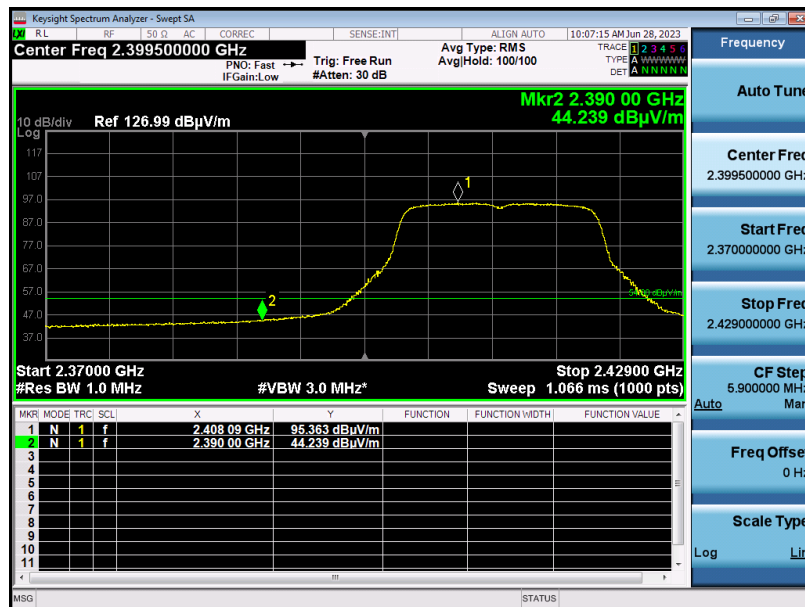 Keysight Spectrum Analyzer - Swept SA
LXI RL RF 50 Ω AC CORREC SENSE:INT ALIGN AUTO 10:07:15 AM Jun 28, 2023
Center Freq 2.399500000 GHz
PNO: Fast
IFGain:Low
Trig: Free Run
#Atten: 30 dB
Avg Type: RMS
Avg|Hold: 100/100
TRACE 1 2 3 4 5 6
TYPE A WWWWW
DET A N N N N N
Mkr2 2.390 00 GHz
44.239 dBµV/m
10 dB/div Ref 126.99 dBµV/m
Log
117
107
97.0
87.0
77.0
67.0
57.0
47.0
37.0
1
2
Start 2.37000 GHz Stop 2.42900 GHz
#Res BW 1.0 MHz #VBW 3.0 MHz* Sweep 1.066 ms (1000 pts)
MKR MODE TRC SCL X Y FUNCTION FUNCTION WIDTH FUNCTION VALUE
1 N 1 f 2.408 09 GHz 95.363 dBµV/m
2 N 1 f 2.390 00 GHz 44.239 dBµV/m
3
4
5
6
7
8
9
10
11
MSG STATUS
Frequency
Auto Tune
Center Freq
2.399500000 GHz
Start Freq
2.370000000 GHz
Stop Freq
2.429000000 GHz
CF Step
5.900000 MHz
Auto Man
Freq Offset
0 Hz
Scale Type
Log Lin